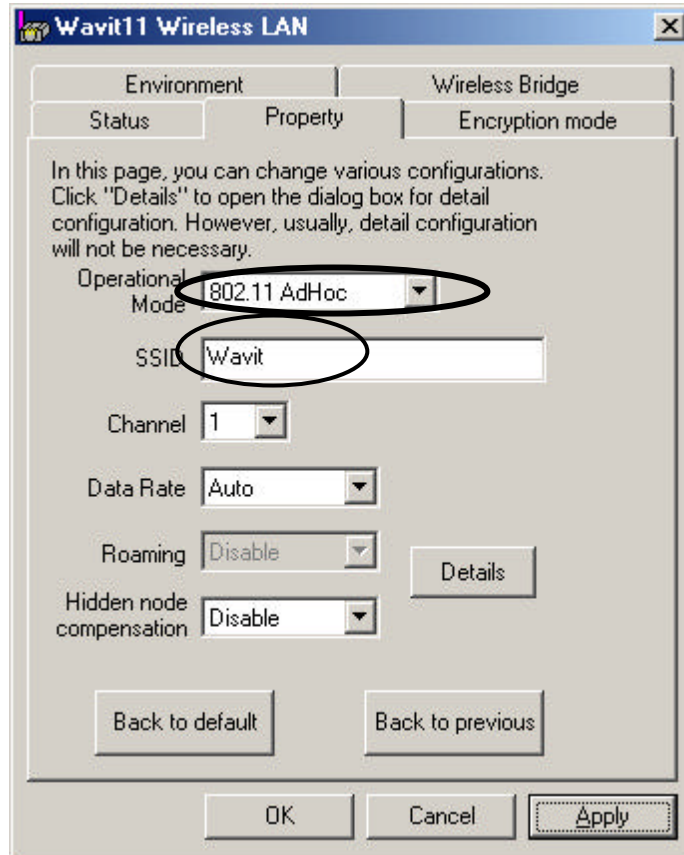 Wavit11 Wireless LAN
Environment Wireless Bridge
Status Property Encryption mode
In this page, you can change various configurations.
Click "Details" to open the dialog box for detail
configuration. However, usually, detail configuration
will not be necessary.
Operational
Mode 802.11 AdHoc
SSID Wavit
Channel 1
Data Rate Auto
Roaming Disable
Details
Hidden node
compensation Disable
Back to default Back to previous
OK Cancel Apply